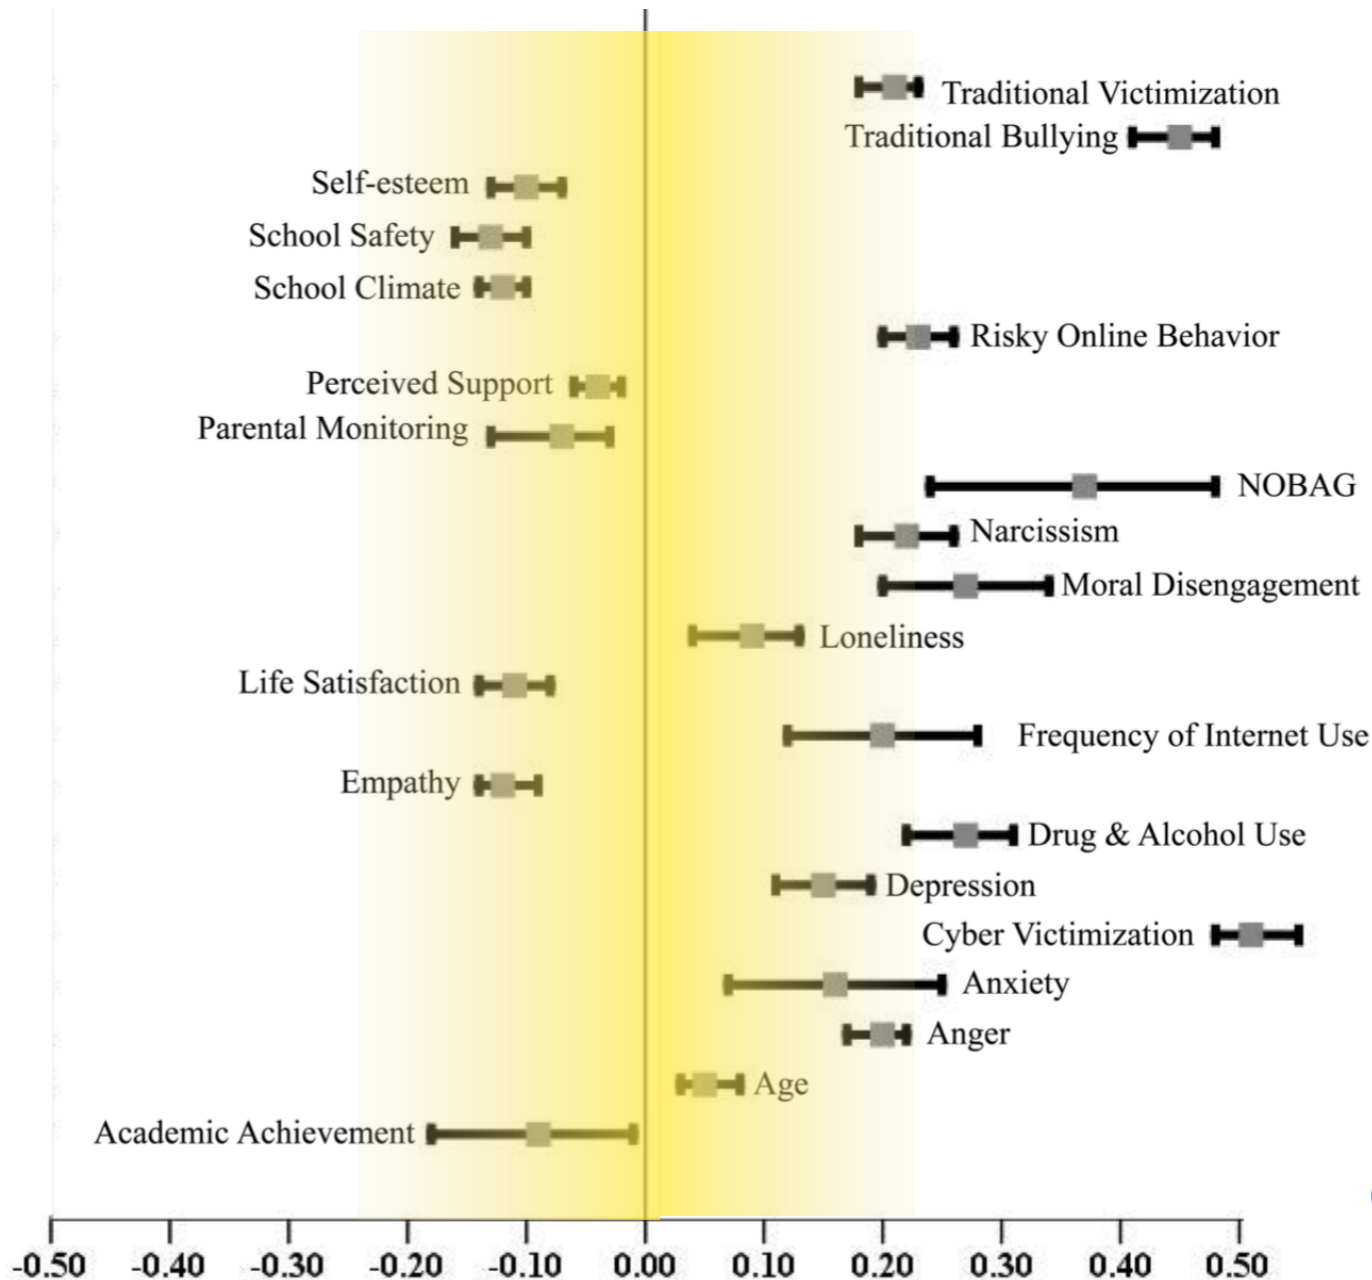 Traditional Victimization
Traditional Bullying
Self-esteem
School Safety
School Climate
Risky Online Behavior
Perceived Support
Parental Monitoring
NOBAG
Narcissism
Moral Disengagement
Loneliness
Life Satisfaction
Frequency of Internet Use
Empathy
Drug & Alcohol Use
Depression
Cyber Victimization
Anxiety
Anger
Age
Academic Achievement
-0.50 -0.40 -0.30 -0.20 -0.10 0.00 0.10 0.20 0.30 0.40 0.50